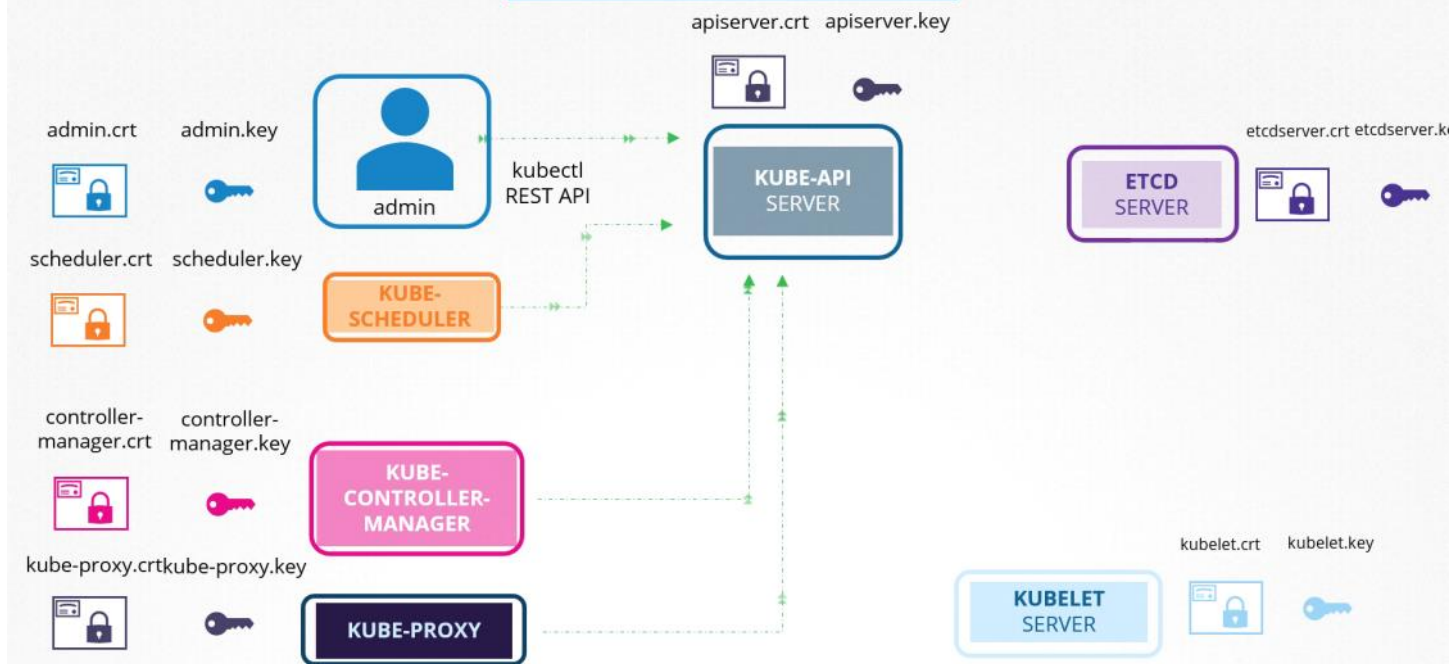 apiserver.crt apiserver.key
admin.crt admin.key
kubectl
REST API
admin
KUBE-API
SERVER
etcdserver.crt etcdserver.ke
ETCD
SERVER
scheduler.crt scheduler.key
KUBE-
SCHEDULER
controller-
manager.crt
controller-
manager.key
KUBE-
CONTROLLER-
MANAGER
kube-proxy.crt kube-proxy.key
KUBE-PROXY
kubelet.crt kubelet.key
KUBELET
SERVER